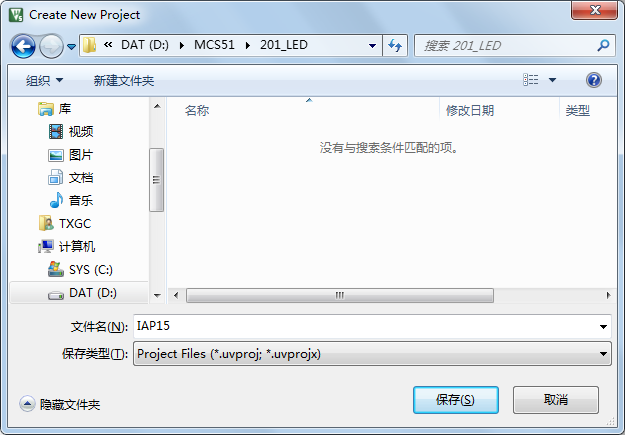 Create New Project
« DAT (D:) MCS51 201_LED
搜索 201_LED
组织 新建文件夹
库
视频
图片
文档
音乐
TXGC
计算机
SYS (C:)
DAT (D:)
名称 修改日期 类型
没有与搜索条件匹配的项。
文件名(N): IAP15
保存类型(T): Project Files (*.uvproj; *.uvprojx)
隐藏文件夹 保存(S) 取消